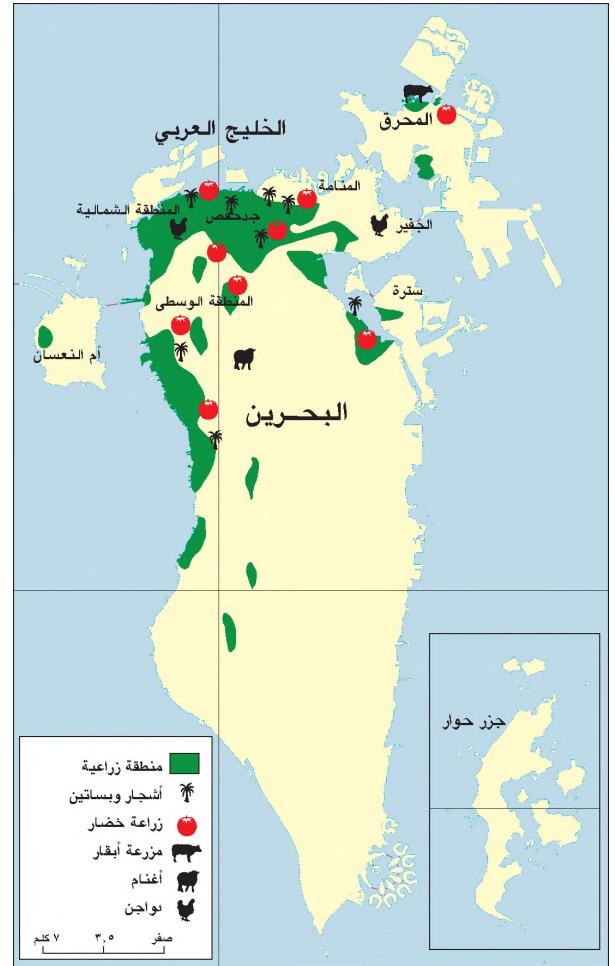 الخليج العربي
المحرق
المنامة
المنطقة الشمالية
جدحفص
الجفير
سترة
المنطقة الوسطى
أم النعسان
البحـــرين
جزر حوار
منطقة زراعية
أشجار وبساتين
زراعة خضار
مزرعة أبقار
أغنام
دواجن
صفر ٣,٥ ٧ كلم